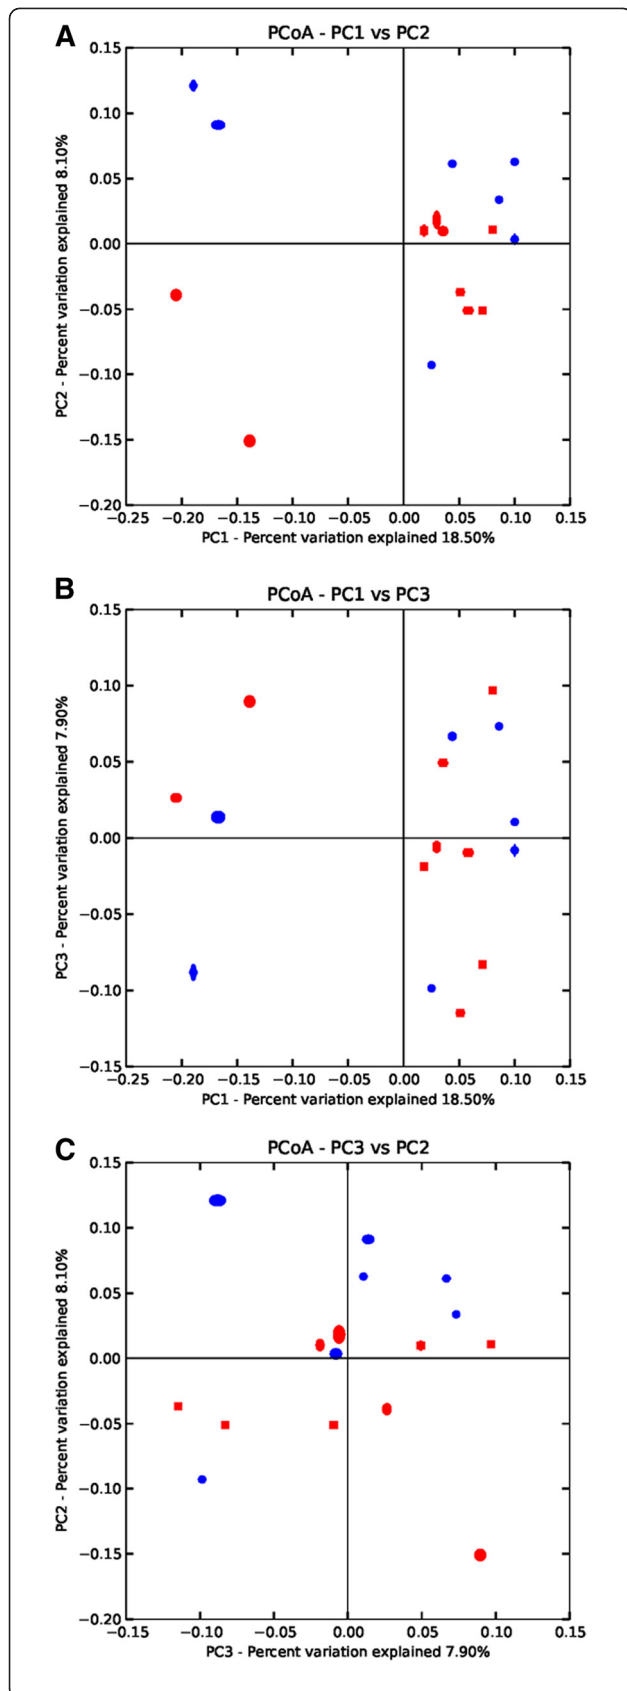 A
PCoA - PC1 vs PC2
PC2 - Percent variation explained 8.10%
0.15
0.10
0.05
0.00
−0.05
−0.10
−0.15
−0.20
−0.25 −0.20 −0.15 −0.10 −0.05 0.00 0.05 0.10 0.15
PC1 - Percent variation explained 18.50%
B
PCoA - PC1 vs PC3
PC3 - Percent variation explained 7.90%
0.15
0.10
0.05
0.00
−0.05
−0.10
−0.15
−0.25 −0.20 −0.15 −0.10 −0.05 0.00 0.05 0.10 0.15
PC1 - Percent variation explained 18.50%
C
PCoA - PC3 vs PC2
PC2 - Percent variation explained 8.10%
0.15
0.10
0.05
0.00
−0.05
−0.10
−0.15
−0.20
−0.15 −0.10 −0.05 0.00 0.05 0.10 0.15
PC3 - Percent variation explained 7.90%